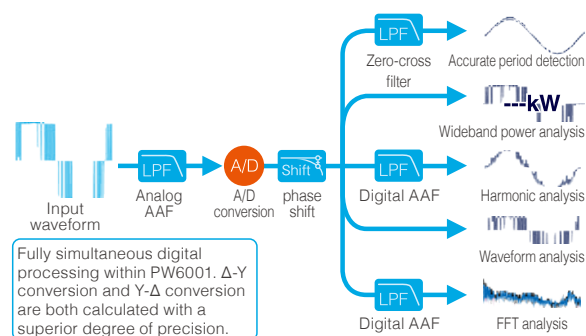 LPF
Zero-cross
filter
Accurate period detection
---kW
Wideband power analysis
Input
waveform
LPF
Analog
AAF
A/D
A/D
conversion
Shift
phase
shift
LPF
Digital AAF
Harmonic analysis
Waveform analysis
LPF
Digital AAF
FFT analysis
Fully simultaneous digital
processing within PW6001. Δ-Y
conversion and Y-Δ conversion
are both calculated with a
superior degree of precision.